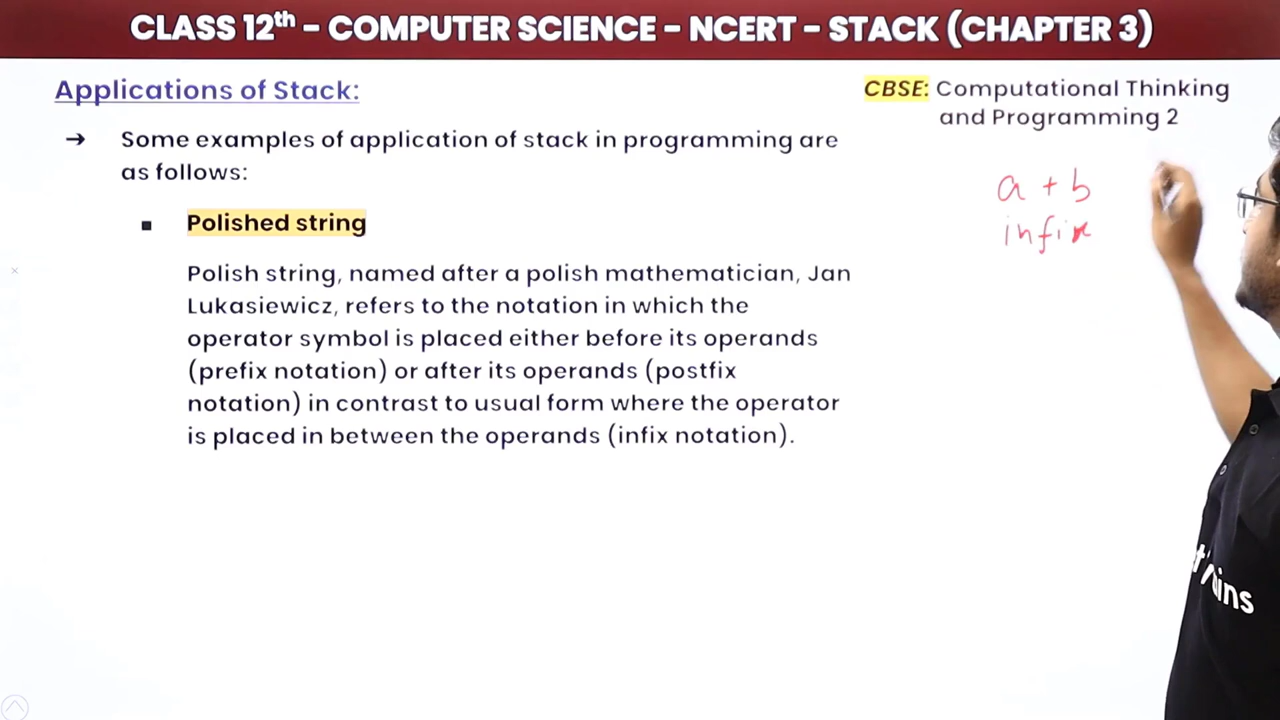 CLASS 12th – COMPUTER SCIENCE – NCERT – STACK (CHAPTER 3)
Applications of Stack:
CBSE: Computational Thinking
and Programming 2
→ Some examples of application of stack in programming are
as follows:
a + b
infix
Polished string
Polish string, named after a polish mathematician, Jan
Lukasiewicz, refers to the notation in which the
operator symbol is placed either before its operands
(prefix notation) or after its operands (postfix
notation) in contrast to usual form where the operator
is placed in between the operands (infix notation).